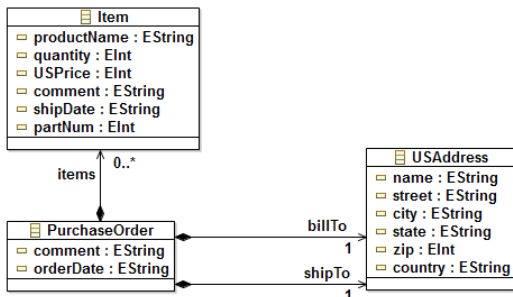 Item
productName : EString
quantity : EInt
USPrice : EInt
comment : EString
shipDate : EString
partNum : EInt
0..*
items
PurchaseOrder
comment : EString
orderDate : EString
billTo
1
shipTo
1
USAddress
name : EString
street : EString
city : EString
state : EString
zip : EInt
country : EString